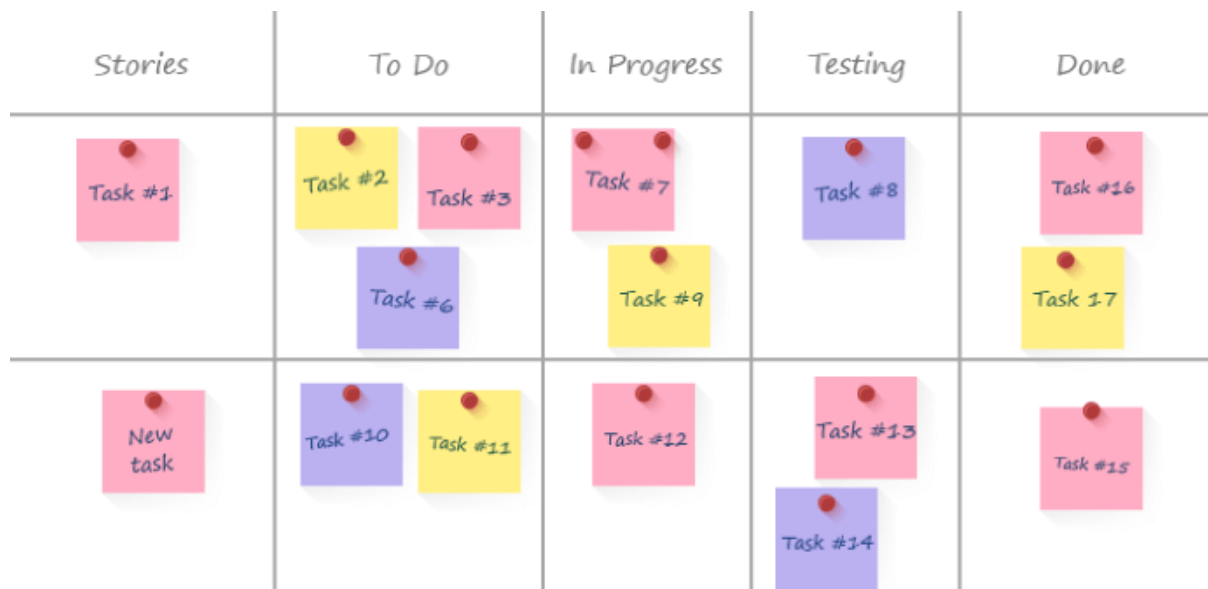 Stories
To Do
In Progress
Testing
Done
Task #1
Task #2
Task #3
Task #6
Task #7
Task #9
Task #8
Task #16
Task 17
New
task
Task #10
Task #11
Task #12
Task #13
Task #14
Task #15